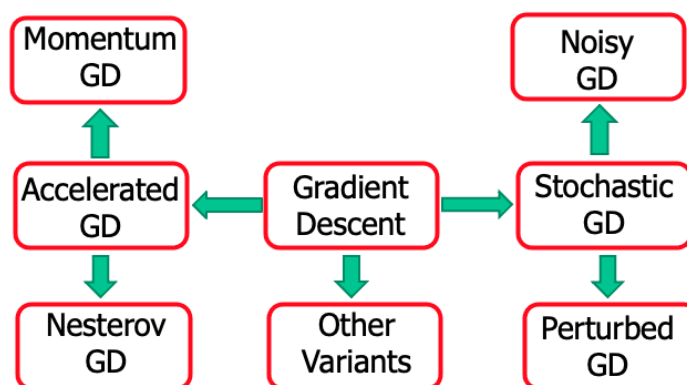 Momentum
GD
Noisy
GD
Accelerated
GD
Gradient
Descent
Stochastic
GD
Nesterov
GD
Other
Variants
Perturbed
GD